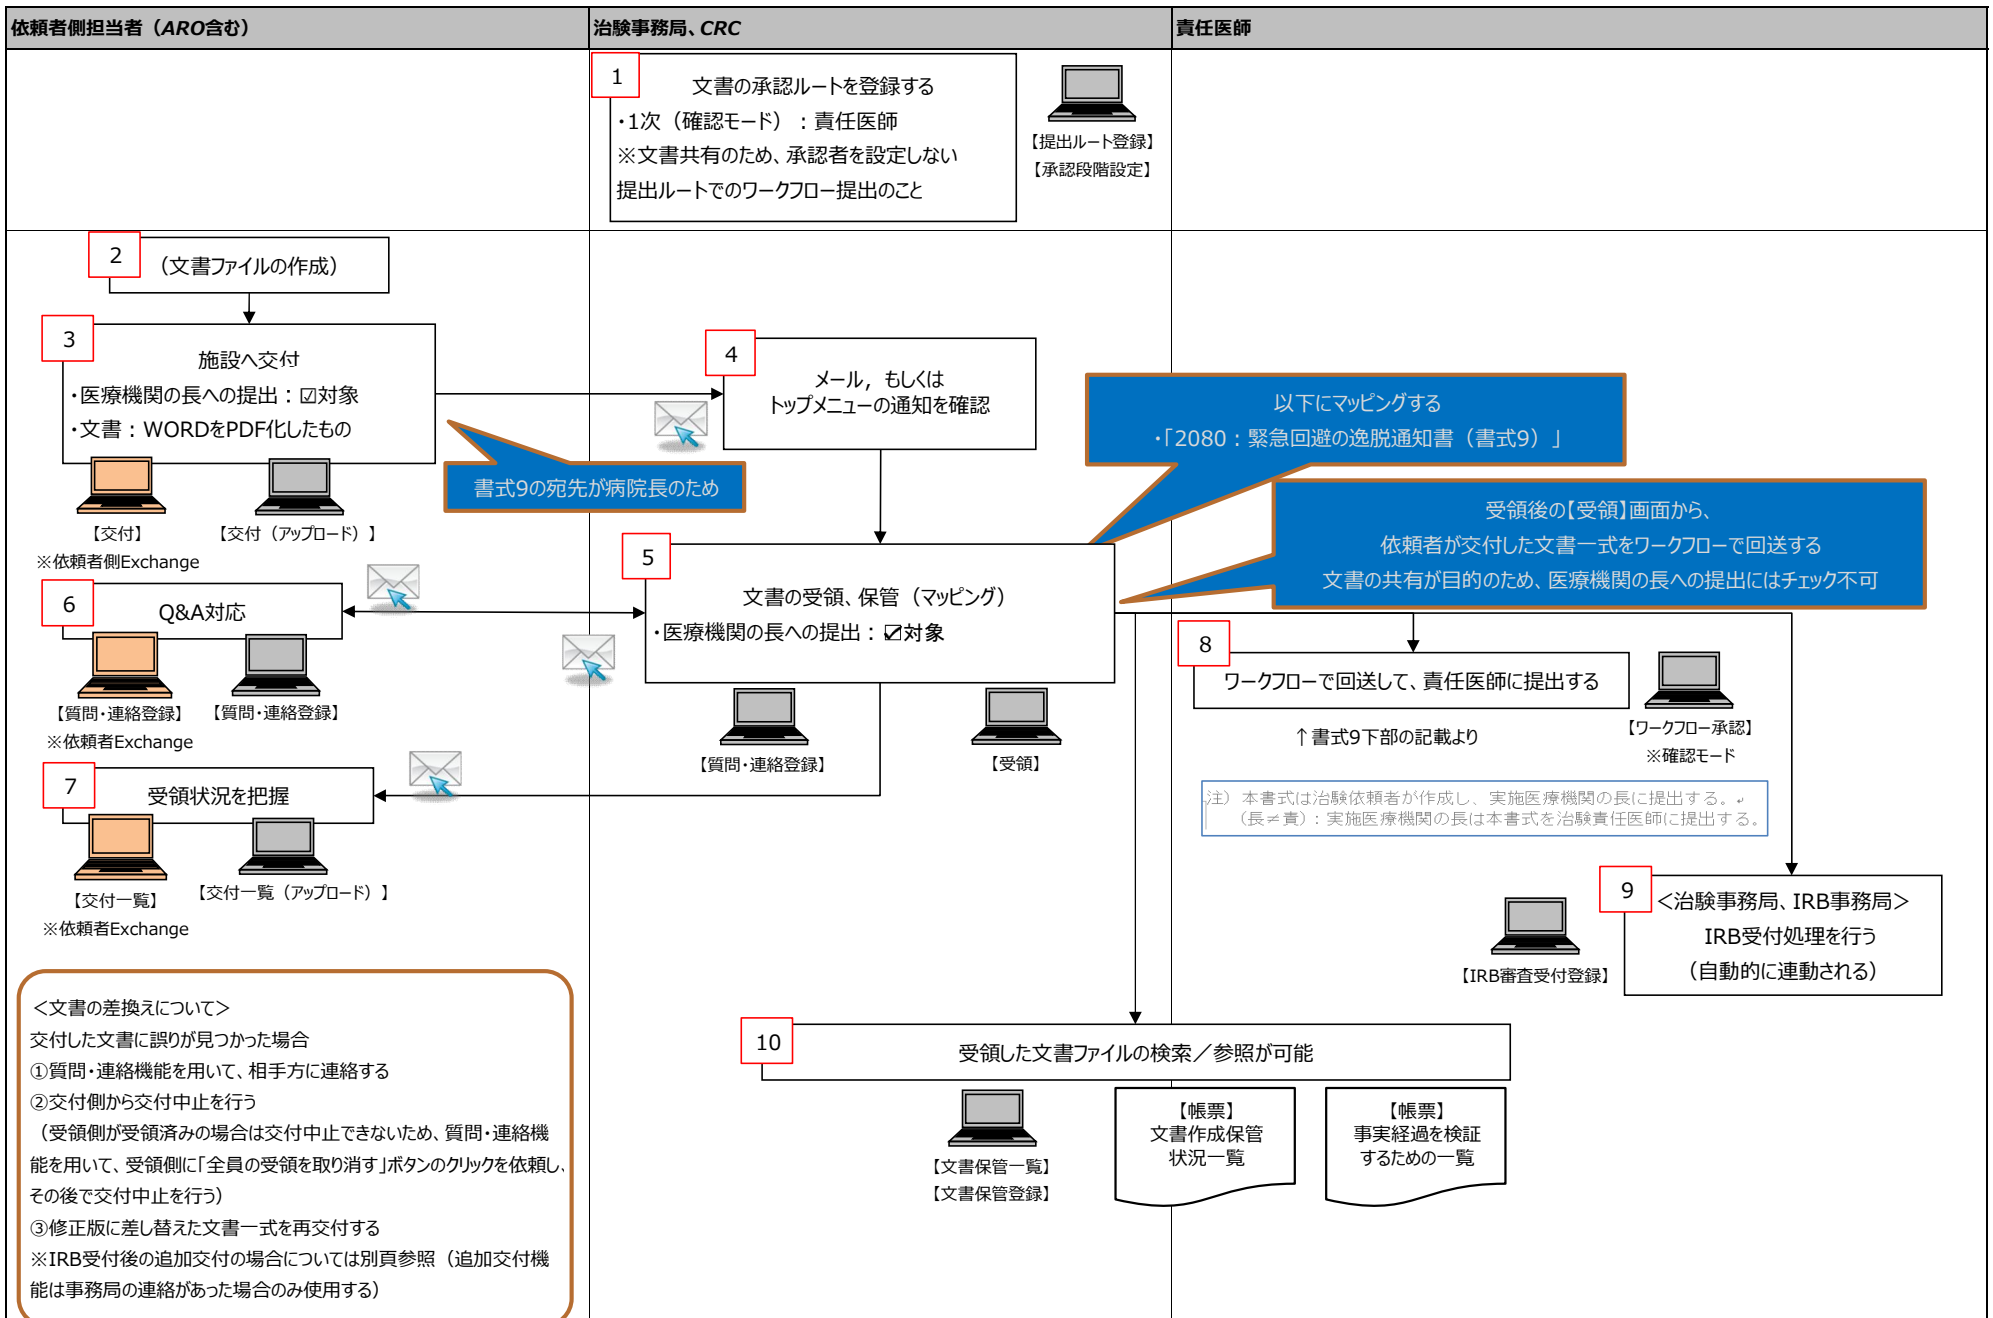 依頼者側担当者（ARO含む）
治験事務局、CRC
責任医師
1
文書の承認ルートを登録する
・1次（確認モード）：責任医師
※文書共有のため、承認者を設定しない
提出ルートでのワークフロー提出のこと
【提出ルート登録】
【承認段階設定】
2
（文書ファイルの作成）
3
施設へ交付
・医療機関の長への提出：☑対象
・文書：WORDをPDF化したもの
【交付】
※依頼者側Exchange
【交付（アップロード）】
書式9の宛先が病院長のため
4
メール，もしくは
トップメニューの通知を確認
以下にマッピングする
・「2080：緊急回避の逸脱通知書（書式9）」
受領後の【受領】画面から、
依頼者が交付した文書一式をワークフローで回送する
文書の共有が目的のため、医療機関の長への提出にはチェック不可
5
文書の受領、保管（マッピング）
・医療機関の長への提出：☑対象
【質問・連絡登録】
【受領】
6
Q&A対応
【質問・連絡登録】
※依頼者Exchange
【質問・連絡登録】
7
受領状況を把握
【交付一覧】
※依頼者Exchange
【交付一覧（アップロード）】
8
ワークフローで回送して、責任医師に提出する
↑書式9下部の記載より
【ワークフロー承認】
※確認モード
注）本書式は治験依頼者が作成し、実施医療機関の長に提出する。↵
（長≠責）：実施医療機関の長は本書式を治験責任医師に提出する。
9
＜治験事務局、IRB事務局＞
IRB受付処理を行う
（自動的に連動される）
【IRB審査受付登録】
10
受領した文書ファイルの検索／参照が可能
【文書保管一覧】
【文書保管登録】
【帳票】
文書作成保管
状況一覧
【帳票】
事実経過を検証
するための一覧
＜文書の差換えについて＞
交付した文書に誤りが見つかった場合
①質問・連絡機能を用いて、相手方に連絡する
②交付側から交付中止を行う
（受領側が受領済みの場合は交付中止できないため、質問・連絡機
能を用いて、受領側に「全員の受領を取り消す」ボタンのクリックを依頼し、
その後で交付中止を行う）
③修正版に差し替えた文書一式を再交付する
※IRB受付後の追加交付の場合については別頁参照（追加交付機
能は事務局の連絡があった場合のみ使用する）